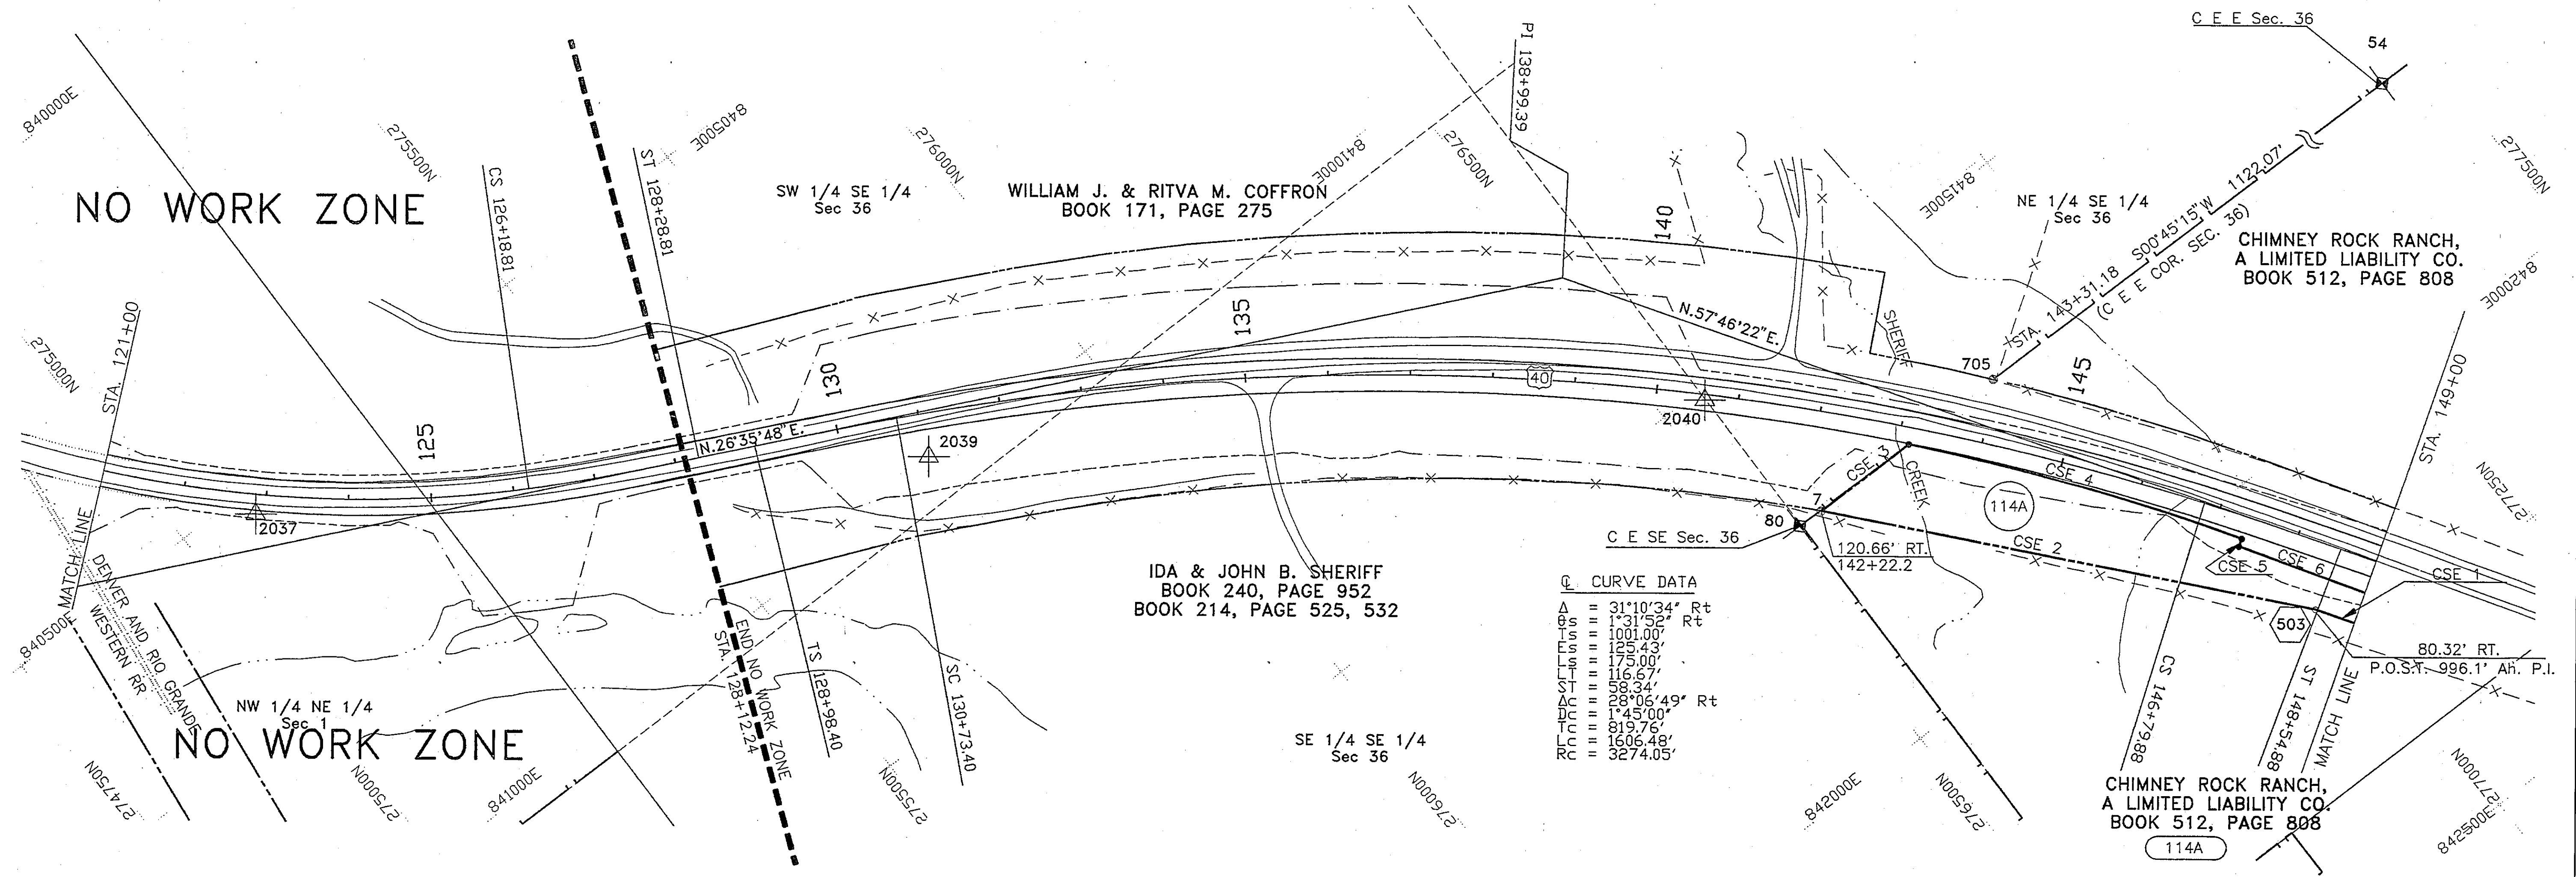 C E E Sec. 36
54
PI 138+99.39
840000E
275500N
840500E
276000N
841000E
276500N
841500E
277500N
NO WORK ZONE
CS 126+18.81
ST 128+28.81
SW 1/4 SE 1/4
Sec 36
WILLIAM J. & RITVA M. COFFRON
BOOK 171, PAGE 275
140
NE 1/4 SE 1/4
Sec 36
STA. 143+31.18 S00°45'15"W 1122.07'
(C E E COR. SEC. 36)
CHIMNEY ROCK RANCH,
A LIMITED LIABILITY CO.
BOOK 512, PAGE 808
842000E
275000N
STA. 121+00
135
N.57°46'22"E.
SHERIFF
705
145
STA. 149+00
130
40
2040
125
N.26°35'48"E.
2039
2037
CSE 3
CREEK
CSE 4
114A
277250N
MATCH LINE
7
80
C E SE Sec. 36
120.66' RT.
142+22.2
CSE 2
CSE 5
CSE 6
CSE 1
DENVER AND RIO GRANDE
WESTERN RR
840500E
IDA & JOHN B. SHERIFF
BOOK 240, PAGE 952
BOOK 214, PAGE 525, 532
℄ CURVE DATA
Δ = 31°10'34" Rt
θs = 1°31'52" Rt
Ts = 1001.00'
Es = 125.43'
Ls = 175.00'
LT = 116.67'
ST = 58.34'
Δc = 28°06'49" Rt
Dc = 1°45'00"
Tc = 819.76'
Lc = 1606.48'
Rc = 3274.05'
503
80.32' RT.
P.O.S.T. 996.1' Ah. P.I.
END NO WORK ZONE
STA. 128+12.24
TS 128+98.40
SC 130+73.40
CS 146+79.88
ST 148+54.88
MATCH LINE
NW 1/4 NE 1/4
Sec 1
NO WORK ZONE
SE 1/4 SE 1/4
Sec 36
274750N
275000N
841000E
275500N
276000N
842000E
276500N
277000N
842500E
CHIMNEY ROCK RANCH,
A LIMITED LIABILITY CO.
BOOK 512, PAGE 808
114A